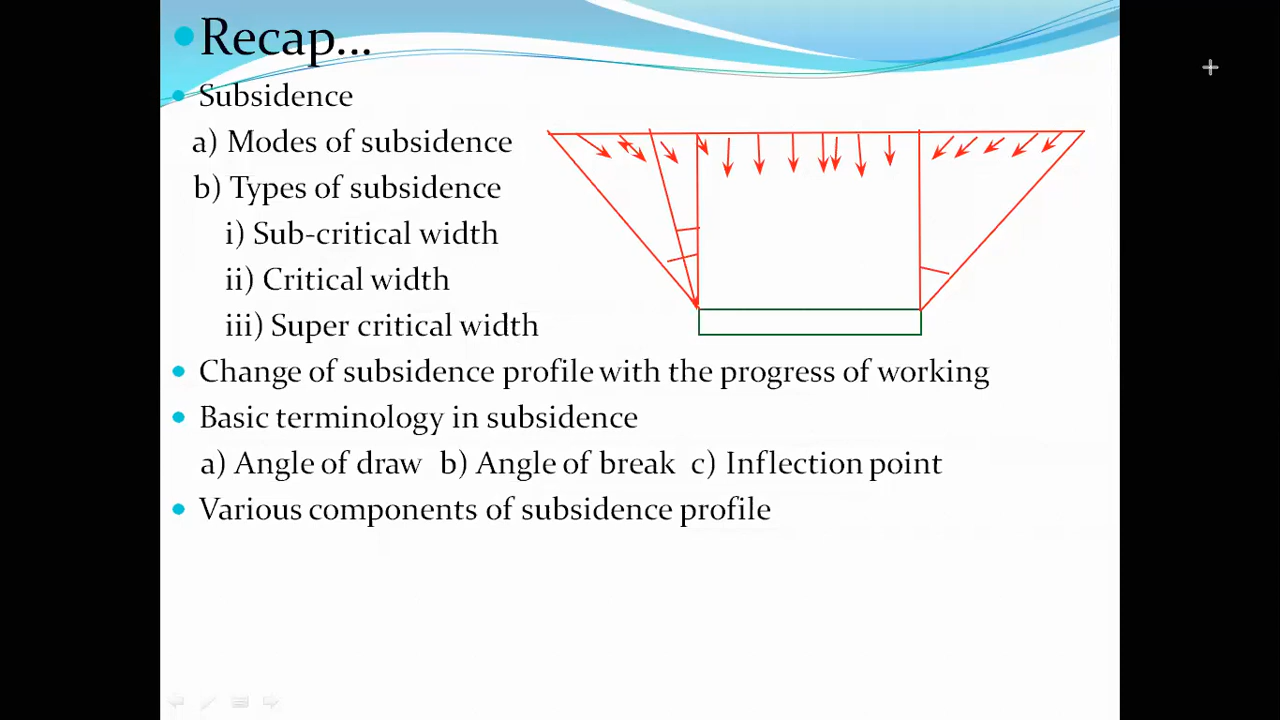 Recap...
Subsidence
a) Modes of subsidence
b) Types of subsidence
i) Sub-critical width
ii) Critical width
iii) Super critical width
Change of subsidence profile with the progress of working
Basic terminology in subsidence
a) Angle of draw b) Angle of break c) Inflection point
Various components of subsidence profile